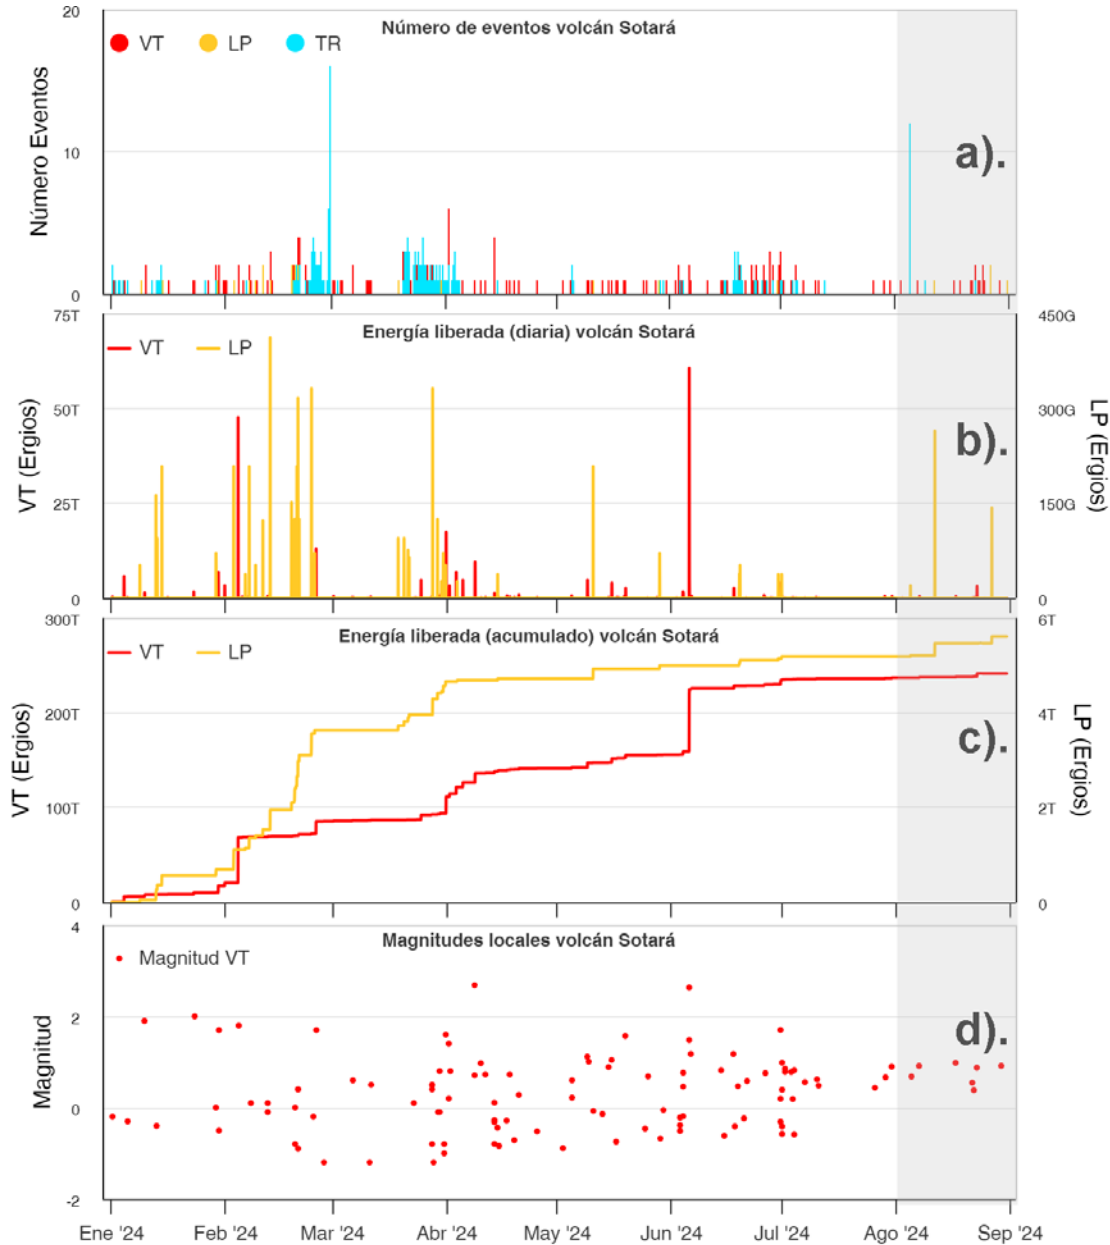 Número de eventos volcán Sotará
VT LP TR
20
10
0
Número Eventos
a).
Energía liberada (diaria) volcán Sotará
VT LP
75T
50T
25T
0
VT (Ergios)
450G
300G
150G
0
LP (Ergios)
b).
Energía liberada (acumulado) volcán Sotará
VT LP
300T
200T
100T
0
VT (Ergios)
6T
4T
2T
0
LP (Ergios)
c).
Magnitudes locales volcán Sotará
Magnitud VT
4
2
0
-2
Magnitud
d).
Ene '24 Feb '24 Mar '24 Abr '24 May '24 Jun '24 Jul '24 Ago '24 Sep '24